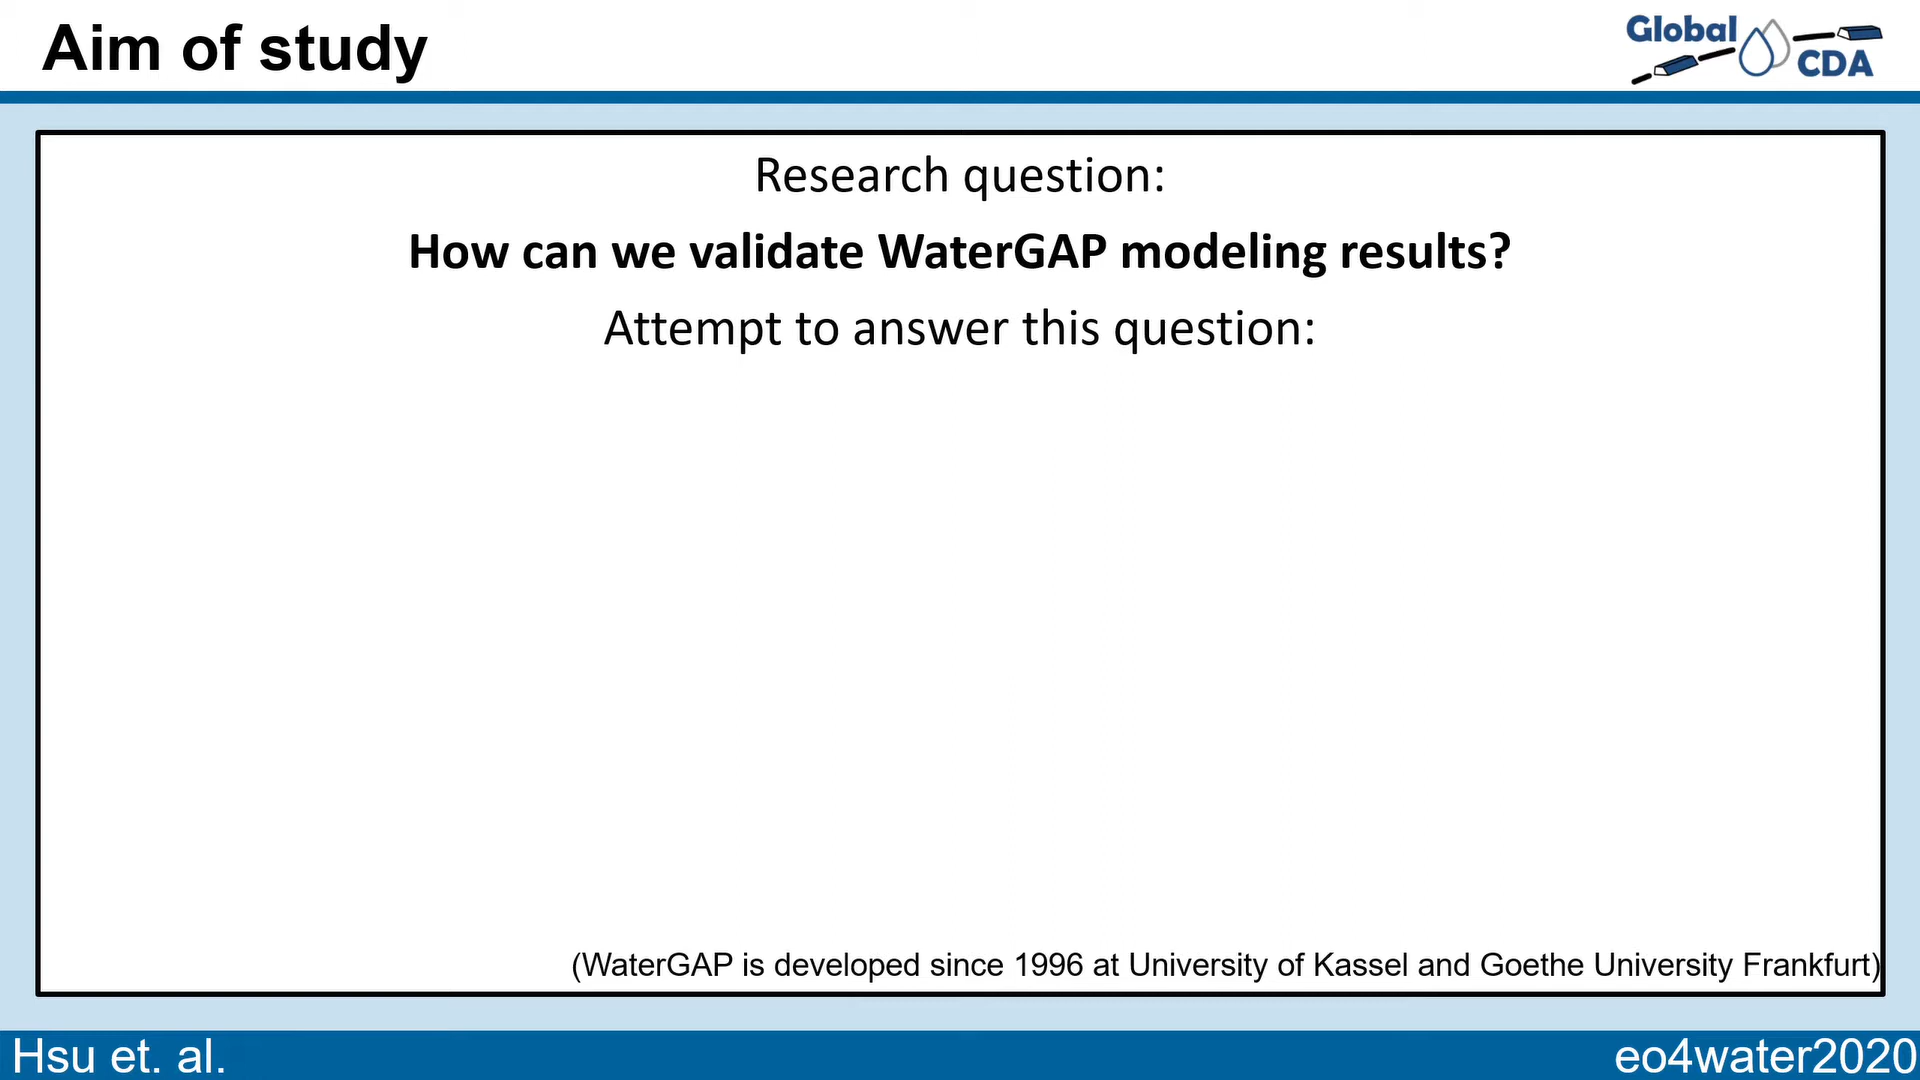 Aim of study
Global
CDA
Research question:
How can we validate WaterGAP modeling results?
Attempt to answer this question:
(WaterGAP is developed since 1996 at University of Kassel and Goethe University Frankfurt)
Hsu et. al.
eo4water2020